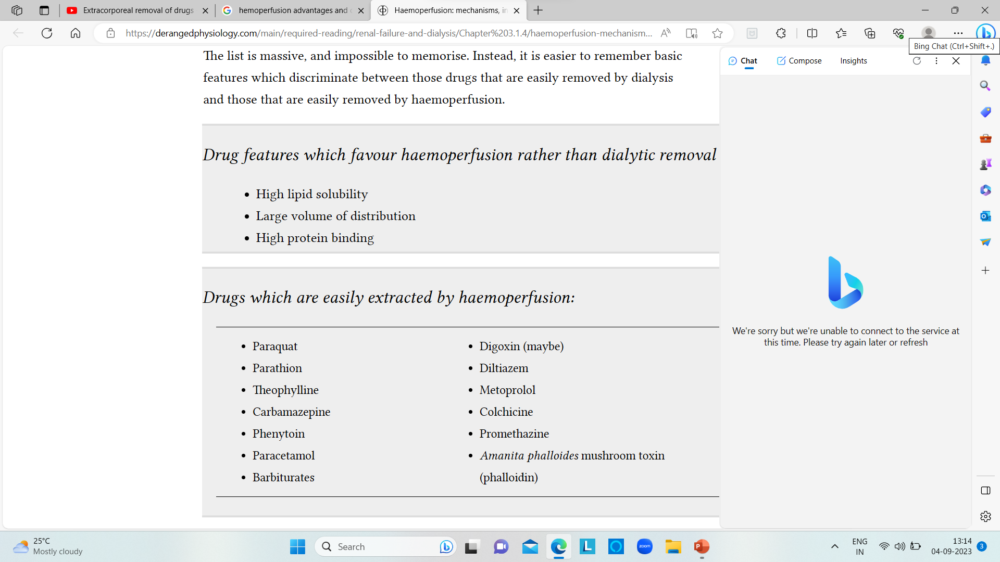 Extracorporeal removal of drugs
hemoperfusion advantages and
Haemoperfusion: mechanisms, in
https://derangedphysiology.com/main/required-reading/renal-failure-and-dialysis/Chapter%203.1.4/haemoperfusion-mechanism...
Bing Chat (Ctrl+Shift+.)
The list is massive, and impossible to memorise. Instead, it is easier to remember basic
features which discriminate between those drugs that are easily removed by dialysis
and those that are easily removed by haemoperfusion.
Drug features which favour haemoperfusion rather than dialytic removal
• High lipid solubility
• Large volume of distribution
• High protein binding
Drugs which are easily extracted by haemoperfusion:
• Paraquat
• Parathion
• Theophylline
• Carbamazepine
• Phenytoin
• Paracetamol
• Barbiturates
• Digoxin (maybe)
• Diltiazem
• Metoprolol
• Colchicine
• Promethazine
• Amanita phalloides mushroom toxin
(phalloidin)
Chat
Compose
Insights
We're sorry but we're unable to connect to the service at
this time. Please try again later or refresh
25°C
Mostly cloudy
Search
L
zoom
P
ENG
IN
13:14
04-09-2023
3